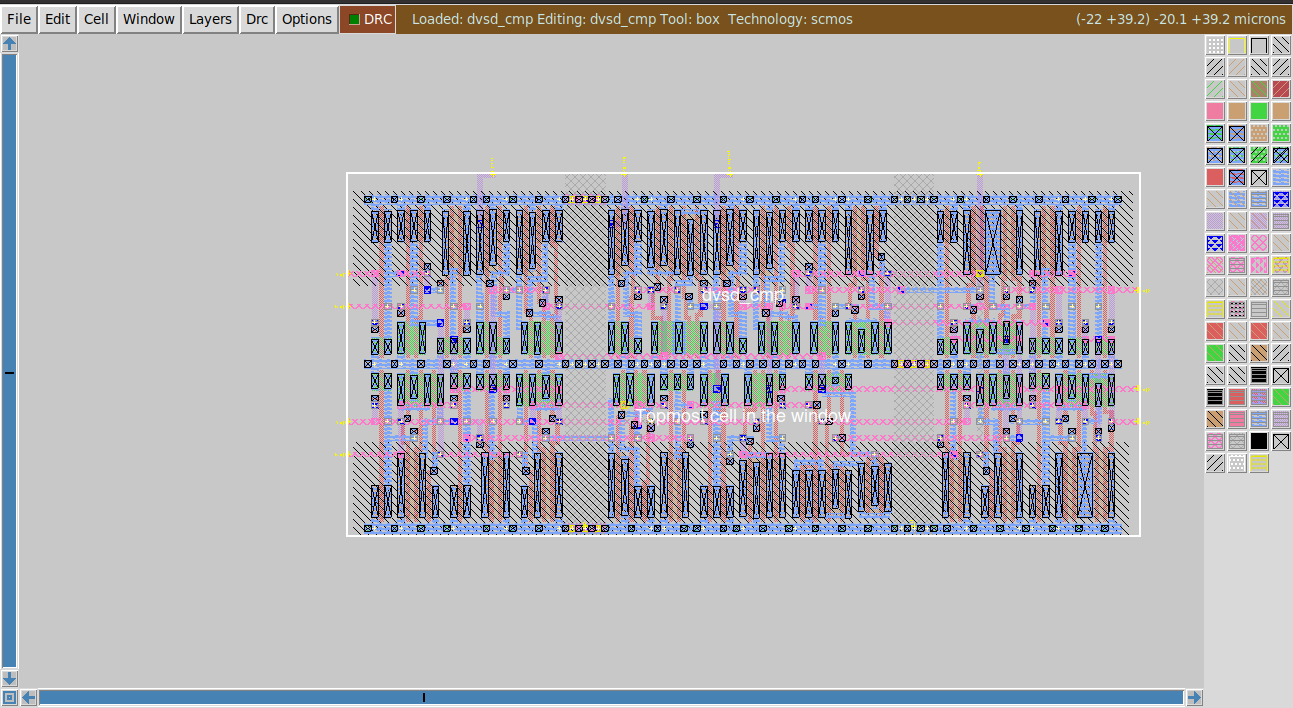 File Edit Cell Window Layers Drc Options DRC Loaded: dvsd_cmp Editing: dvsd_cmp Tool: box Technology: scmos (-22 +39.2) -20.1 +39.2 microns
dvsd_cmp
Topmost cell in the window